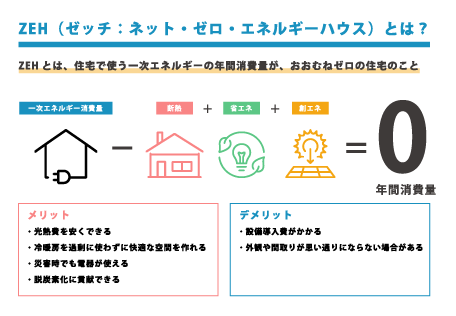 ZEH（ゼッチ：ネット・ゼロ・エネルギーハウス）とは？
ZEHとは、住宅で使う一次エネルギーの年間消費量が、おおむねゼロの住宅のこと
一次エネルギー消費量 − 断熱 + 省エネ + 創エネ = 0
年間消費量
メリット
・光熱費を安くできる
・冷暖房を過剰に使わずに快適な空間を作れる
・災害時でも電器が使える
・脱炭素化に貢献できる
デメリット
・設備導入費がかかる
・外観や間取りが思い通りにならない場合がある